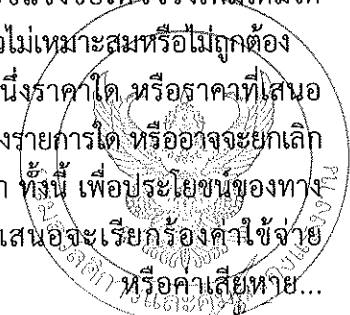 ไม่เหมาะสมหรือไม่ถูกต้อง
นึ่งราคาใด หรือราคาที่เสนอ
งรายการใด หรืออาจจะยกเลิก
ทั้งนี้ เพื่อประโยชน์ของทาง
เสนอจะเรียกร้องค่าใช้จ่าย
หรือค่าเสียหาย...